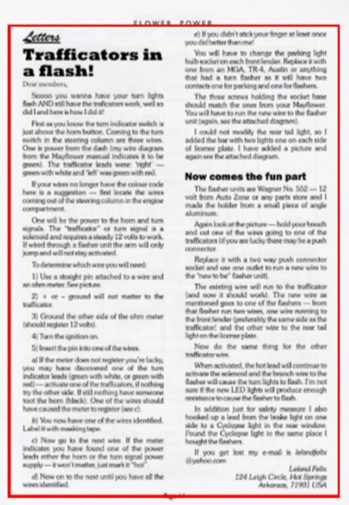 FLOWER POWER
Letters
Trafficators in
a flash!
Dear members,
Soooo you wanna have your turn lights
flash AND still have the trafficators work, well so
did I and here is how I did it!
First as you know the turn indicator switch is
just above the horn button. Coming to the turn
switch in the steering column are three wires.
One is power from the dash (my wire diagram
from the Mayflower manual indicates it to be
green). The trafficator leads were: 'right' —
green with white and 'left' was green with red.
If your wires no longer have the colour code
here is a suggestion — first locate the wires
coming out of the steering column in the engine
compartment.
One will be the power to the horn and turn
signals. The "trafficator" or turn signal is a
solenoid and requires a steady 12 volts to work.
If wired through a flasher unit the arm will only
jump and will not stay activated.
To determine which wire you will need:
1) Use a straight pin attached to a wire and
an ohm meter. See picture.
2) + or – ground will not matter to the
trafficator.
3) Ground the other side of the ohm meter
(should register 12 volts).
4) Turn the ignition on.
5) Insert the pin into one of the wires.
a) If the meter does not register you're lucky,
you may have discovered one of the turn
indicator leads (green with white, or green with
red) — activate one of the trafficators, if nothing
try the other side. If still nothing have someone
toot the horn (black). One of the wires should
have caused the meter to register (see c).
b) You now have one of the wires identified.
Label it with masking tape.
c) Now go to the next wire. If the meter
indicates you have found one of the power
leads either the horn or the turn signal power
supply — it won't matter, just mark it "hot".
d) Now on to the next until you have all the
wires identified.
e) If you didn't stick your finger at least once
you did better than me!
You will have to change the parking light
bulb socket on each front fender. Replace it with
one from an MGA, TR-4, Austin or anything
that had a turn flasher as it will have two
contacts one for parking and one for flashers.
The three screws holding the socket base
should match the ones from your Mayflower.
You will have to run the new wire to the flasher
unit (again, see the attached diagram).
I could not modify the rear tail light, so I
added the bar with two lights one on each side
of license plate. I have added a picture and
again see the attached diagram.
Now comes the fun part
The flasher units are Wagner No. 552 — 12
volt from Auto Zone or any parts store and I
made the holder from a small piece of angle
aluminum.
Again look at the picture — hold your breath
and cut one of the wires going to one of the
trafficators (if you are lucky there may be a push
connector.
Replace it with a two way push connector
socket and use one outlet to run a new wire to
the "new to be" flasher unit).
The existing wire will run to the trafficator
(and now it should work). The new wire as
mentioned goes to one of the flashers — from
that flasher run two wires, one wire running to
the front fender (preferably the same side as the
trafficator) and the other wire to the rear tail
light on the license plate.
Now do the same thing for the other
trafficator wire.
When activated, the hot lead will continue to
activate the solenoid and the branch wire to the
flasher will cause the turn lights to flash. I'm not
sure if the new LED lights will produce enough
resistance to cause the flasher to flash.
In addition just for safety measure I also
hooked up a lead from the brake light on one
side to a Cyclopse light in the rear window.
Found the Cyclopse light in the same place I
bought the flashers.
If you get lost my e-mail is lelandfelix
@yahoo.com
Leland Felix
124 Leigh Circle, Hot Springs
Arkansas, 71901 USA